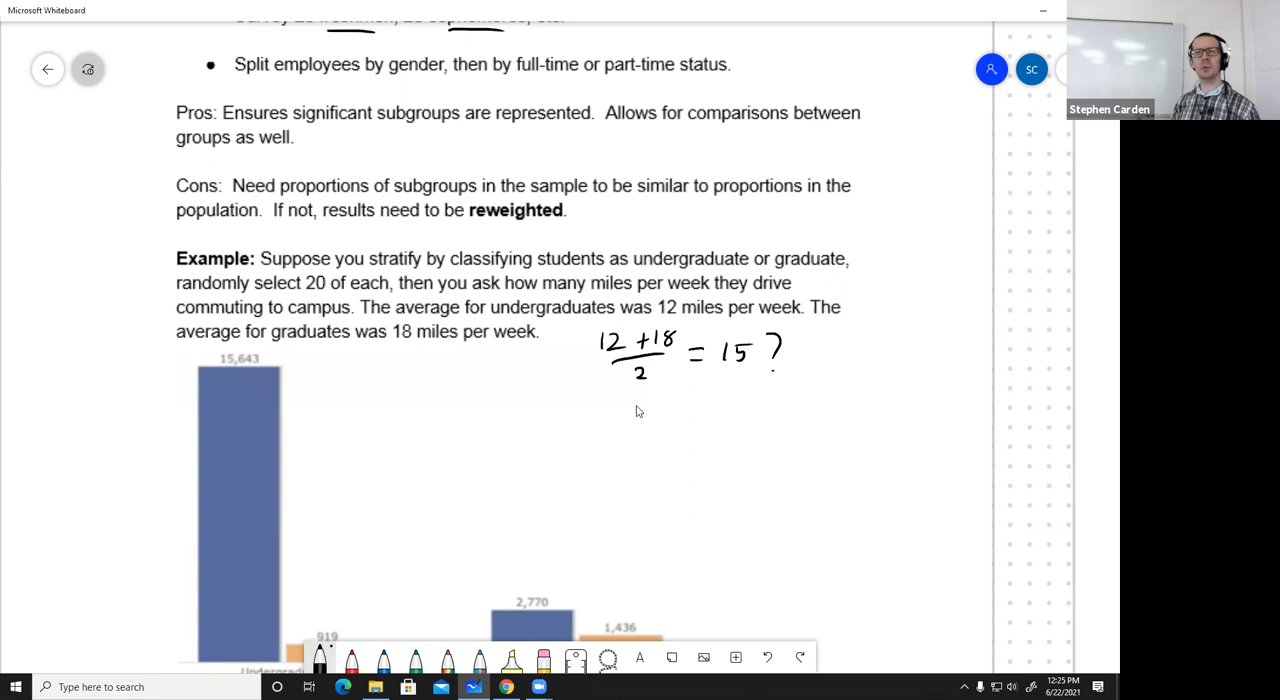 Microsoft Whiteboard
• Split employees by gender, then by full-time or part-time status.
SC
Stephen Carden
Pros: Ensures significant subgroups are represented. Allows for comparisons between
groups as well.
Cons: Need proportions of subgroups in the sample to be similar to proportions in the
population. If not, results need to be reweighted.
Example: Suppose you stratify by classifying students as undergraduate or graduate,
randomly select 20 of each, then you ask how many miles per week they drive
commuting to campus. The average for undergraduates was 12 miles per week. The
average for graduates was 18 miles per week.
12 + 18
2
= 15 ?
15,643
2,770
1,436
919
A
Type here to search
12:25 PM
6/22/2021